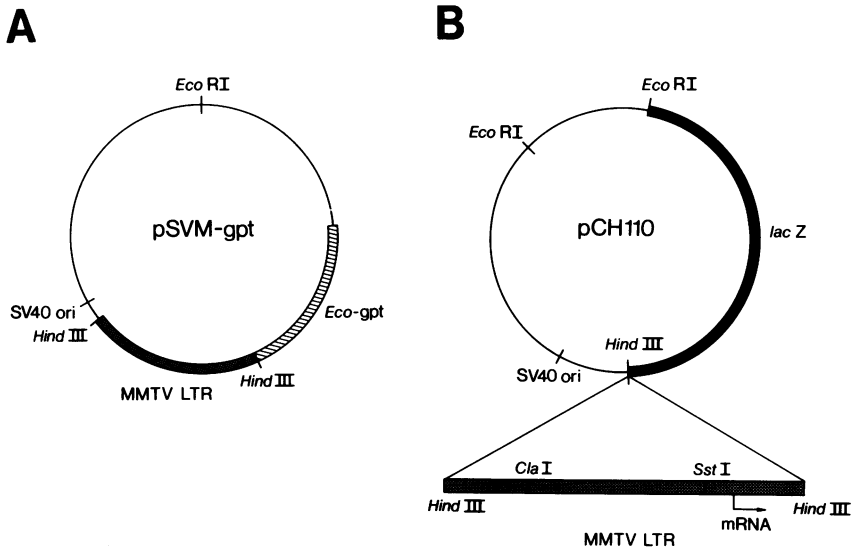 A
B
Eco RI
Eco RI
Eco RI
pSVM-gpt
pCH110
lac Z
SV40 ori
Hind III
Eco-gpt
Hind III
MMTV LTR
Hind III
SV40 ori
Cla I
Sst I
Hind III
mRNA
Hind III
MMTV LTR